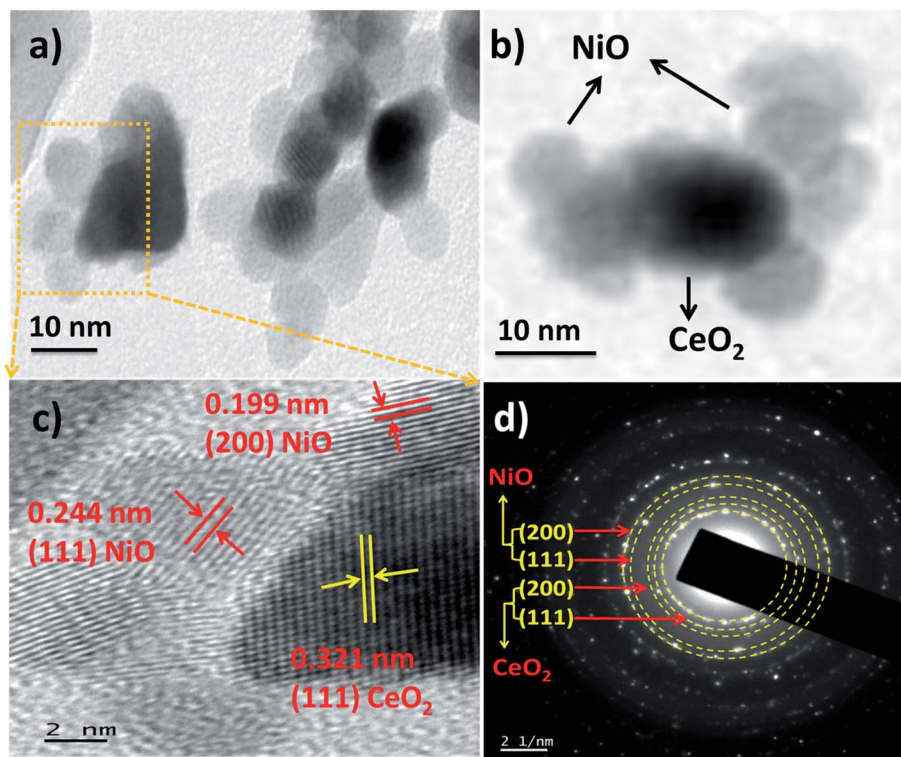 a)
10 nm
b)
NiO
CeO₂
10 nm
c)
0.199 nm
(200) NiO
0.244 nm
(111) NiO
0.321 nm
(111) CeO₂
2 nm
d)
NiO
(200)
(111)
(200)
(111)
CeO₂
2 1/nm